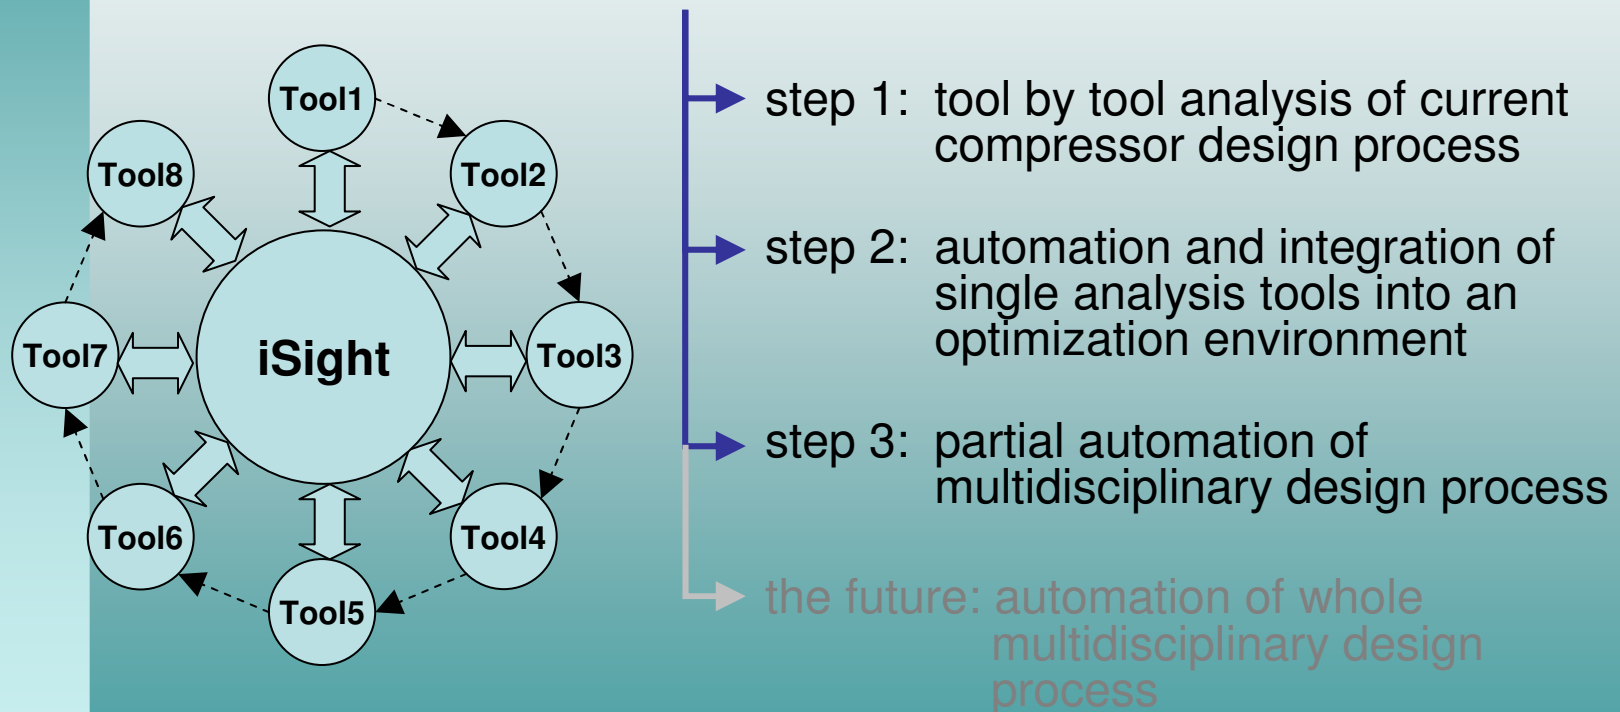 Tool1
Tool2
Tool3
Tool4
Tool5
Tool6
Tool7
Tool8
iSight
step 1: tool by tool analysis of current
compressor design process
step 2: automation and integration of
single analysis tools into an
optimization environment
step 3: partial automation of
multidisciplinary design process
the future: automation of whole
multidisciplinary design
process